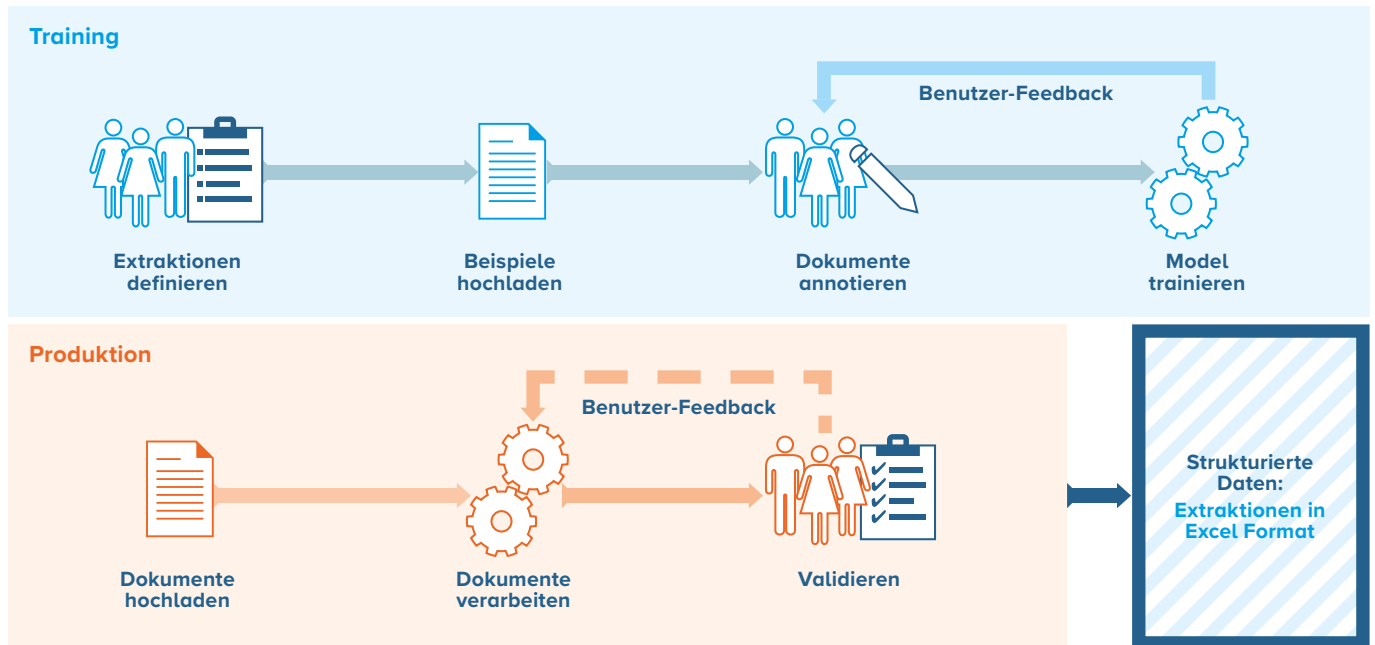 Training
Benutzer-Feedback
Extraktionen
definieren
Beispiele
hochladen
Dokumente
annotieren
Model
trainieren
Produktion
Benutzer-Feedback
Dokumente
hochladen
Dokumente
verarbeiten
Validieren
Strukturierte
Daten:
Extraktionen in
Excel Format